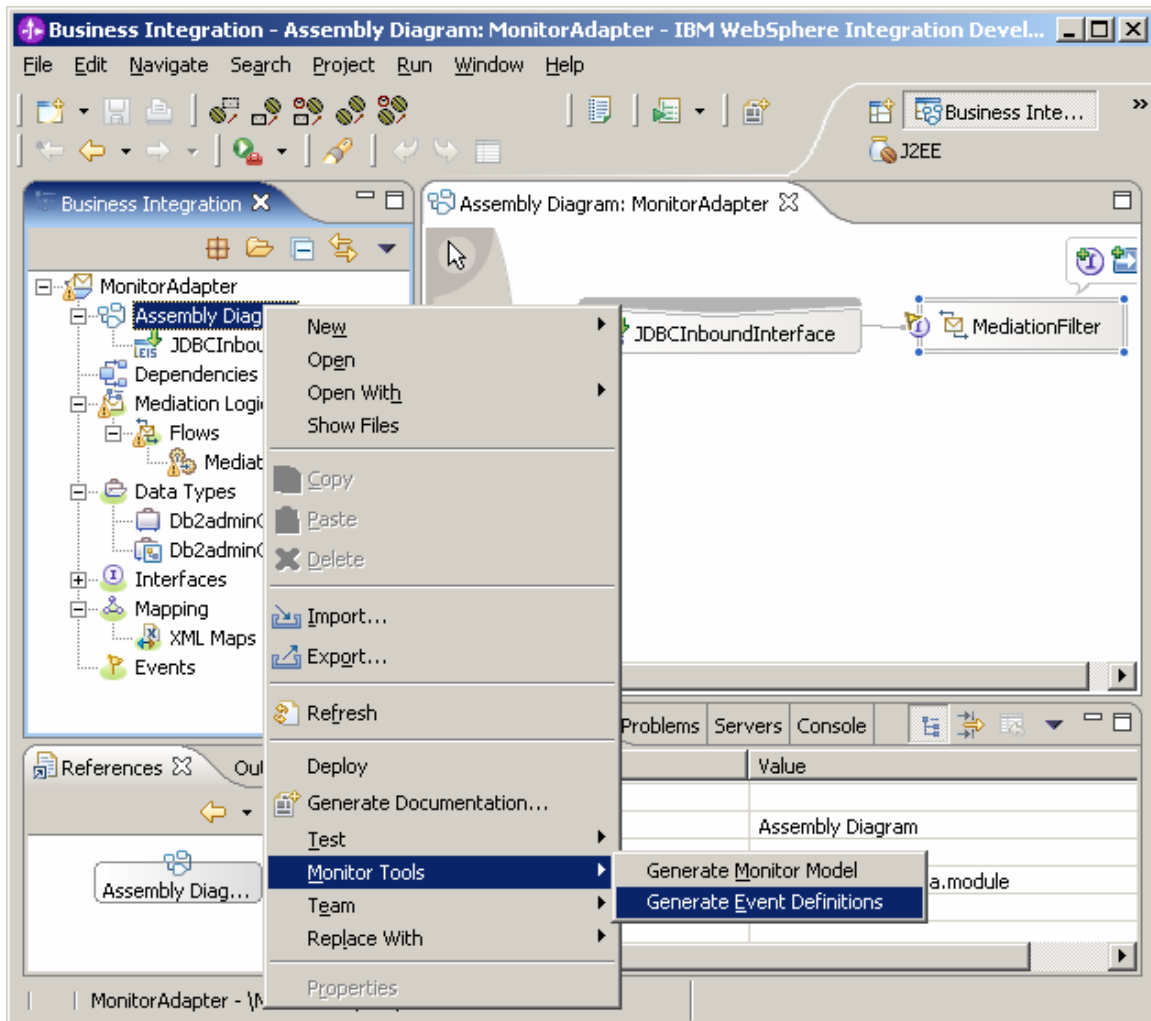 Business Integration - Assembly Diagram: MonitorAdapter - IBM WebSphere Integration Devel...
File Edit Navigate Search Project Run Window Help
Business Inte...
»
J2EE
Business Integration
Assembly Diagram: MonitorAdapter
MonitorAdapter
Assembly Diag
JDBCInbou
Dependencies
Mediation Logi
Flows
Mediat
Data Types
Db2admin
Db2admin
Interfaces
Mapping
XML Maps
Events
JDBCInboundInterface
MediationFilter
New
Open
Open With
Show Files
Copy
Paste
Delete
Import...
Export...
Refresh
Deploy
Generate Documentation...
Test
Monitor Tools
Team
Replace With
Properties
Generate Monitor Model
Generate Event Definitions
References
Out
Assembly Diag...
Problems Servers Console
Value
Assembly Diagram
a.module
MonitorAdapter - \M